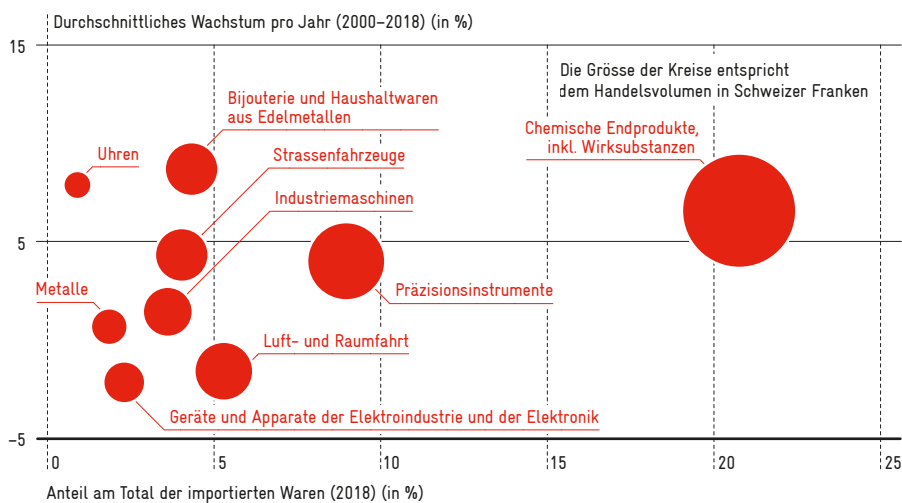 Durchschnittliches Wachstum pro Jahr (2000–2018) (in %)
15
Die Grösse der Kreise entspricht
dem Handelsvolumen in Schweizer Franken
Bijouterie und Haushaltwaren
aus Edelmetallen
Chemische Endprodukte,
inkl. Wirksubstanzen
Uhren
Strassenfahrzeuge
Industriemaschinen
5
Metalle
Präzisionsinstrumente
Luft- und Raumfahrt
Geräte und Apparate der Elektroindustrie und der Elektronik
–5
0 5 10 15 20 25
Anteil am Total der importierten Waren (2018) (in %)